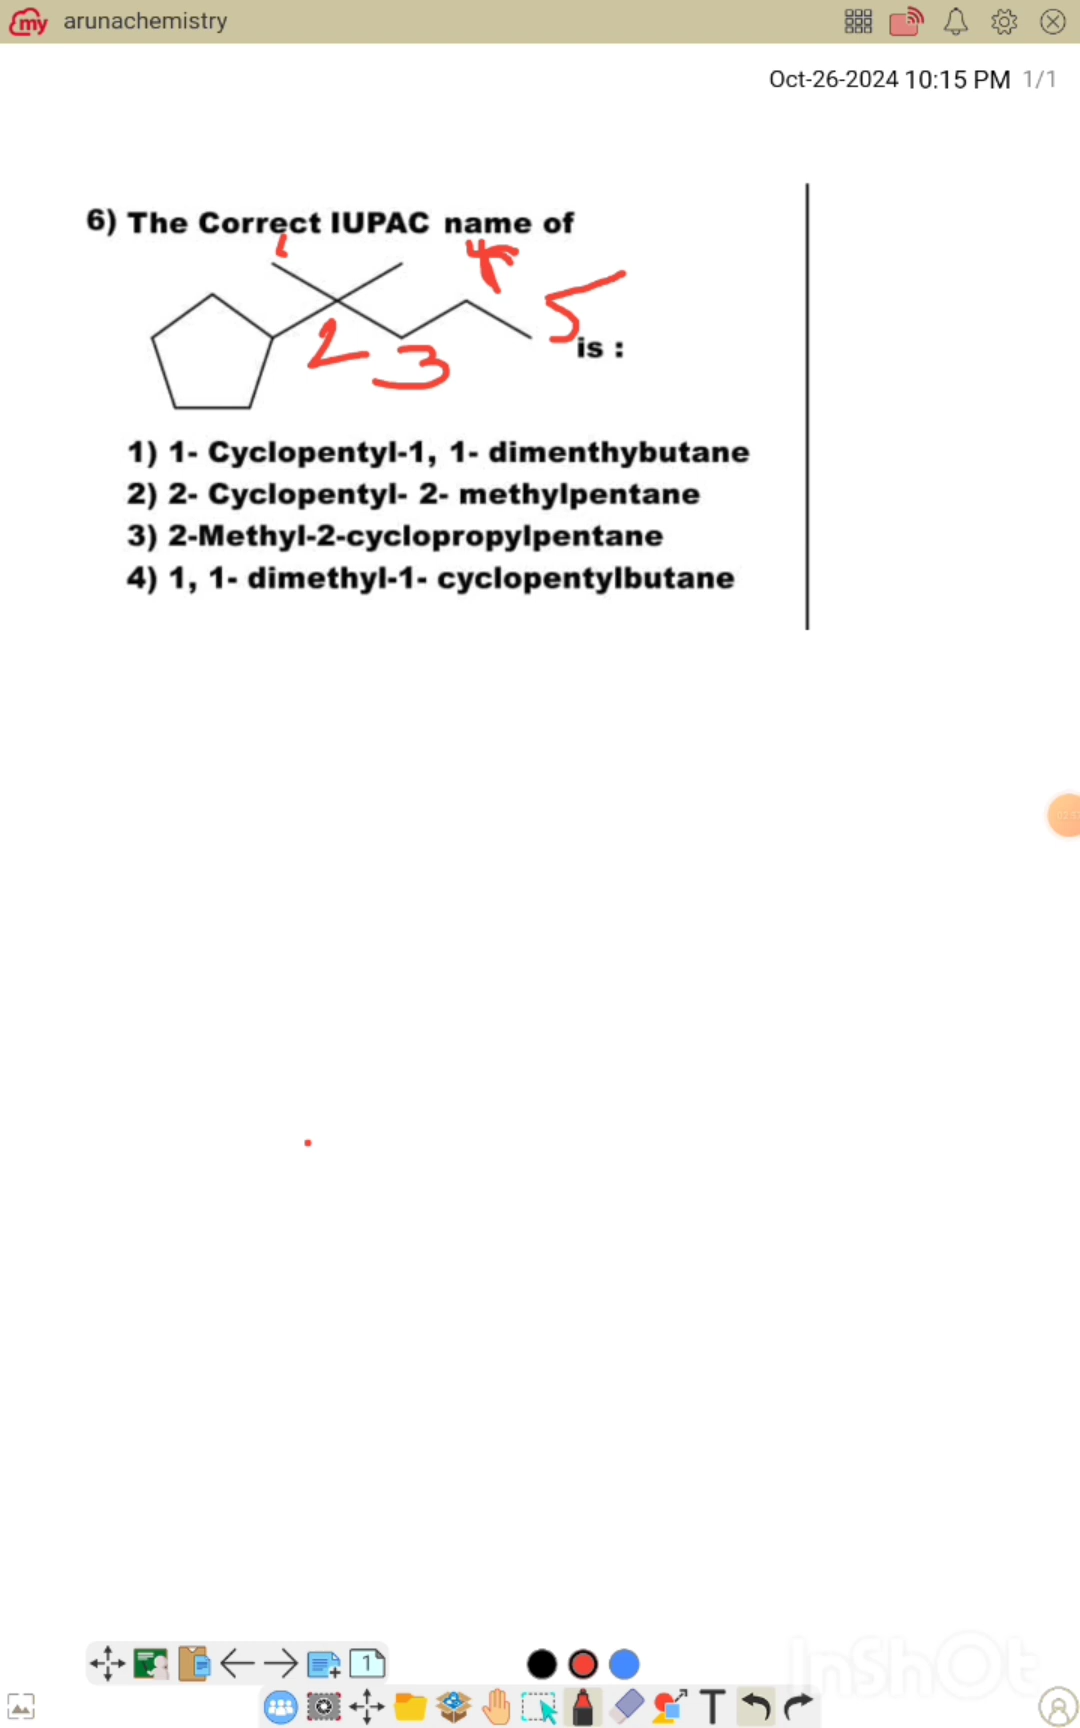 my arunachemistry
Oct-26-2024 10:15 PM 1/1
6) The Correct IUPAC name of
1 4 5
2 3
is :
1) 1- Cyclopentyl-1, 1- dimenthybutane
2) 2- Cyclopentyl- 2- methylpentane
3) 2-Methyl-2-cyclopropylpentane
4) 1, 1- dimethyl-1- cyclopentylbutane
1
T
InShOt